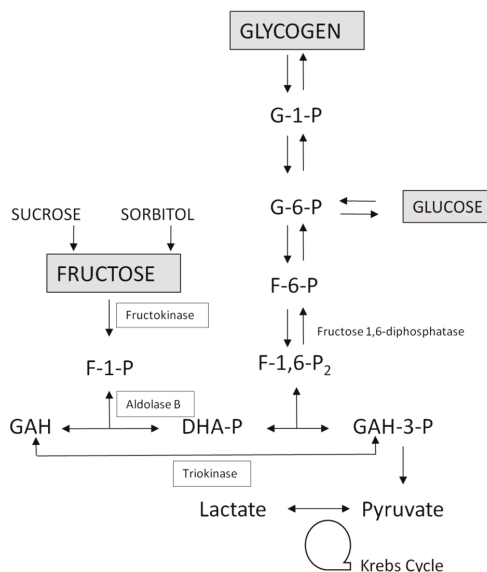 GLYCOGEN
G-1-P
G-6-P
GLUCOSE
SUCROSE
SORBITOL
FRUCTOSE
F-6-P
Fructokinase
Fructose 1,6-diphosphatase
F-1-P
F-1,6-P₂
Aldolase B
GAH
DHA-P
GAH-3-P
Triokinase
Lactate
Pyruvate
Krebs Cycle